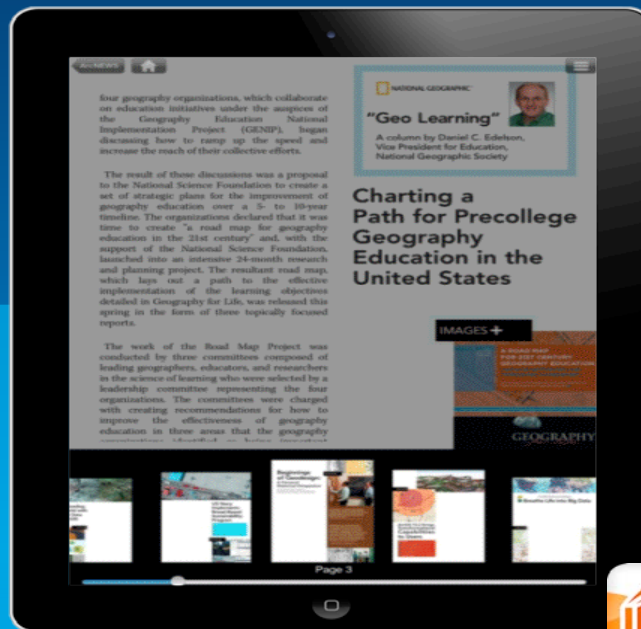 ArcNEWS
four geography organisations, which collaborate
on education initiatives under the auspices of
the Geography Education National
Implementation Project (GENIP), began
discussing how to ramp up the speed and
increase the reach of their collective efforts.
The result of these discussions was a proposal
to the National Science Foundation to create a
set of strategic plans for the improvement of
geography education over a 5- to 10-year
timeline. The organizations declared that it was
time to create "a road map for geography
education in the 21st century" and, with the
support of the National Science Foundation,
launched into an intensive 24-month research
and planning project. The resultant road map,
which lays out a path to the effective
implementation of the learning objectives
detailed in Geography for Life, was released this
spring in the form of three topically focused
reports.
The work of the Road Map Project was
conducted by three committees composed of
leading geographers, educators, and researchers
in the science of learning who were selected by a
leadership committee representing the four
organizations. The committees were charged
with creating recommendations for how to
improve the effectiveness of geography
education in three areas that the geography
NATIONAL GEOGRAPHIC
"Geo Learning"
A column by Daniel C. Edelson,
Vice President for Education,
National Geographic Society
Charting a
Path for Precollege
Geography
Education in the
United States
IMAGES +
A ROAD MAP
FOR 21ST CENTURY
GEOGRAPHY EDUCATION
GEOGRAPHY
Beginnings
of Geodesign:
Breathe Life into Big Data
Page 3